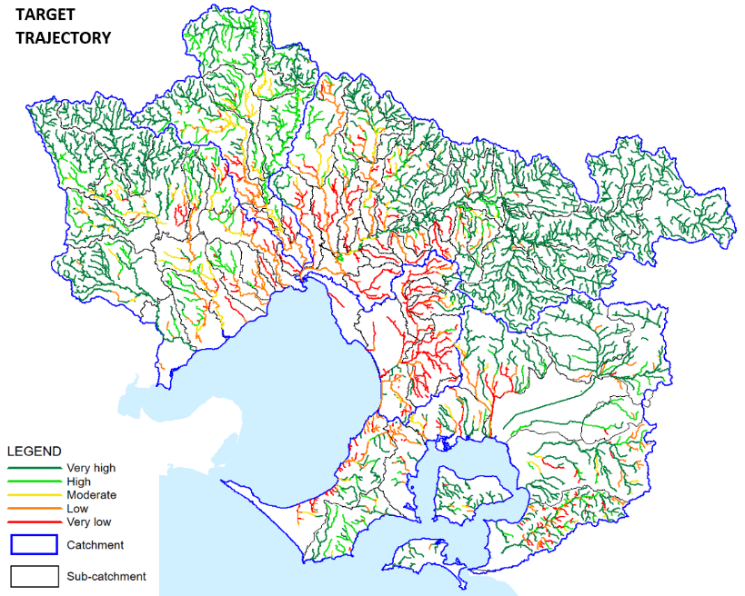 TARGET
TRAJECTORY
LEGEND
Very high
High
Moderate
Low
Very low
Catchment
Sub-catchment